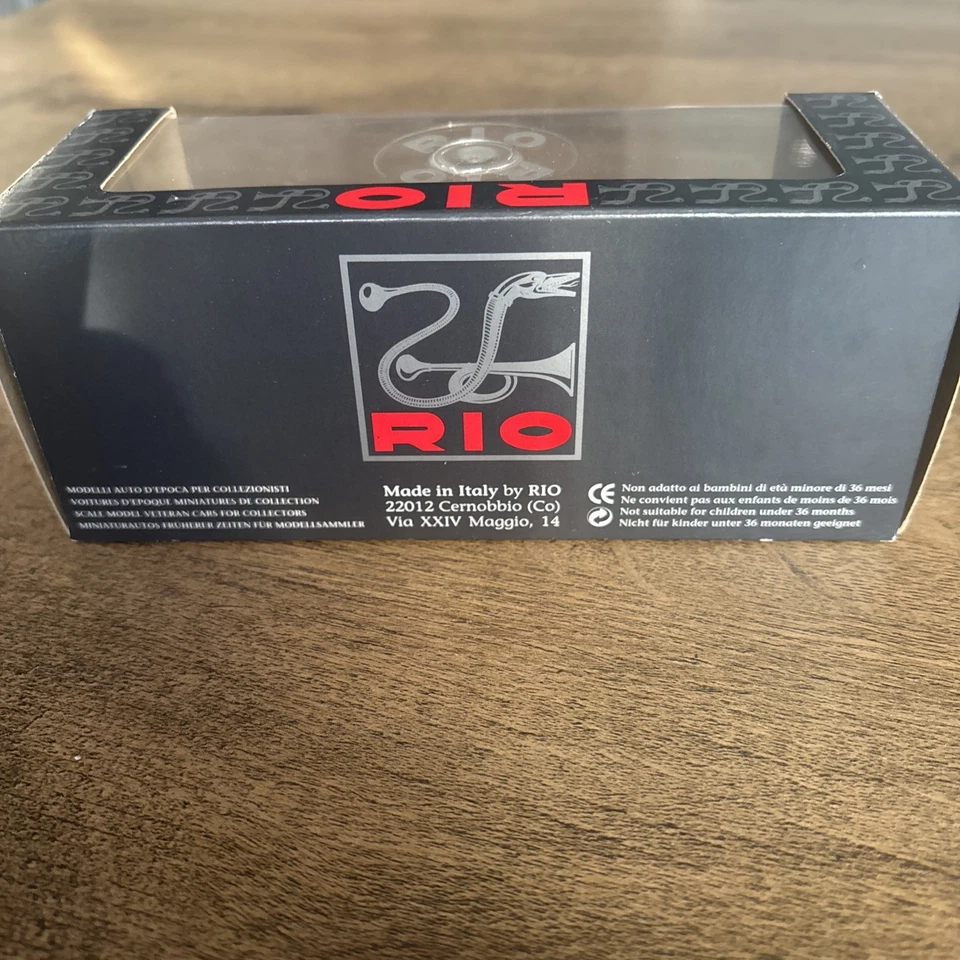 RIO
RIO
RIO
RIO
MODELLI AUTO D'EPOCA PER COLLEZIONISTI
VOITURES D'EPOQUE MINIATURES DE COLLECTION
SCALE MODEL VETERAN CARS FOR COLLECTORS
MINIATURAUTOS FRÜHERER ZEITEN FÜR MODELLSAMMLER
Made in Italy by RIO
22012 Cernobbio (Co)
Via XXIV Maggio, 14
CE
Non adatto ai bambini di età minore di 36 mesi
Ne convient pas aux enfants de moins de 36 mois
Not suitable for children under 36 months
Nicht für kinder unter 36 monaten geeignet